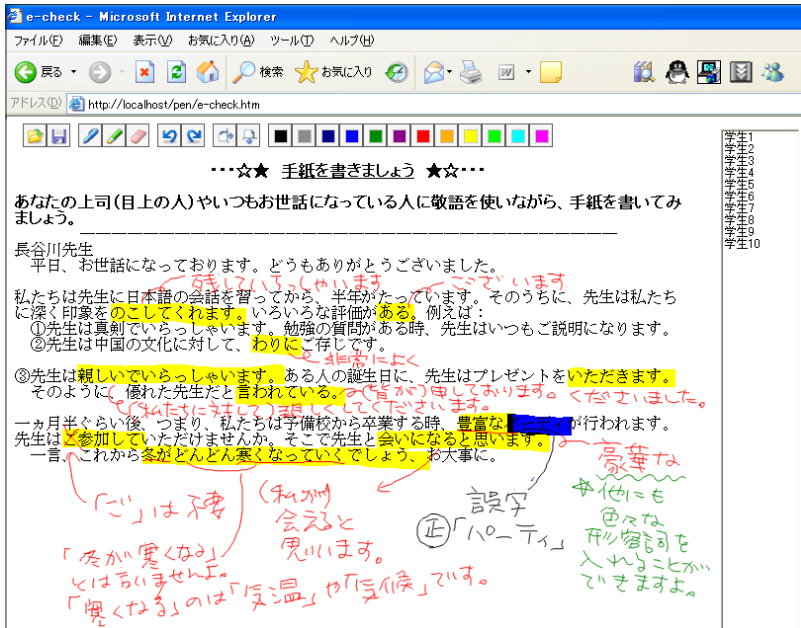 e-check - Microsoft Internet Explorer
ファイル(F) 編集(E) 表示(V) お気に入り(A) ツール(T) ヘルプ(H)
戻る 検索 お気に入り
アドレス(D) http://localhost/pen/e-check.htm
・・・☆★ 手紙を書きましょう ★☆・・・
あなたの上司(目上の人)やいつもお世話になっている人に敬語を使いながら、手紙を書いてみ
ましょう。
長谷川先生
平日、お世話になっております。どうもありがとうございました。
残していらっしゃいます ございます
私たちは先生に日本語の会話を習ってから、半年がたっています。そのうちに、先生は私たち
に深く印象をのこしてくれます。いろいろな評価がある。例えば：
①先生は真剣でいらっしゃいます。勉強の質問がある時、先生はいつもご説明になります。
②先生は中国の文化に対して、わりにご存じです。
非常によく
③先生は親しいでいらっしゃいます。ある人の誕生日に、先生はプレゼントをいただきます。
そのように、優れた先生だと言われている。(皆が)申しております。くださいました。
(私たちに対して)親しくしてくださいます。
一ヵ月半ぐらい後、つまり、私たちは予備校から卒業する時、豊富なパーティが行われます。
先生はご参加していただけませんか。そこで先生と会いになると思います。
一言、これから冬がどんどん寒くなっていくでしょう、お大事に。
「ご」は不要
(私が)
会えると
思います。
誤字
正「パーティ」
豪華な
他にも
色々な
形容詞を
入れることが
できますよ。
「冬が寒くなる」
とは言いませんよ。
「寒くなる」のは「気温」や「気候」です。
学生1
学生2
学生3
学生4
学生5
学生6
学生7
学生8
学生9
学生10